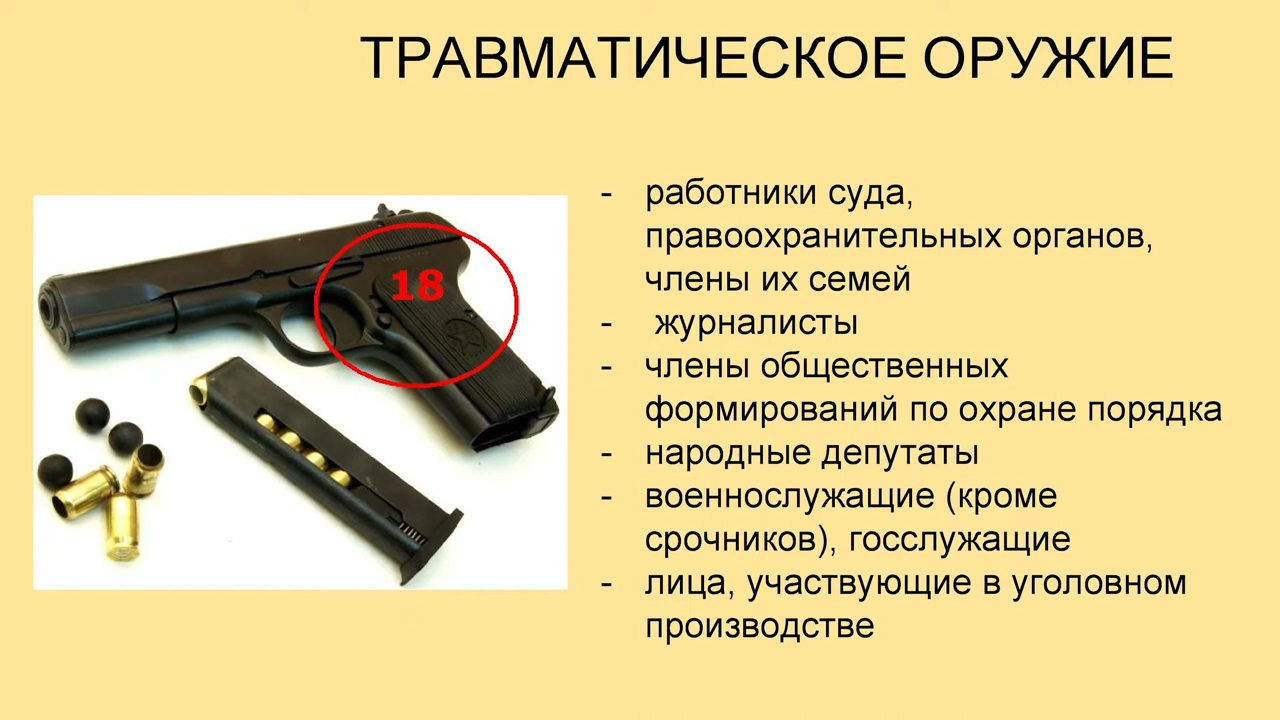 ТРАВМАТИЧЕСКОЕ ОРУЖИЕ
18
- работники суда,
правоохранительных органов,
члены их семей
- журналисты
- члены общественных
формирований по охране порядка
- народные депутаты
- военнослужащие (кроме
срочников), госслужащие
- лица, участвующие в уголовном
производстве